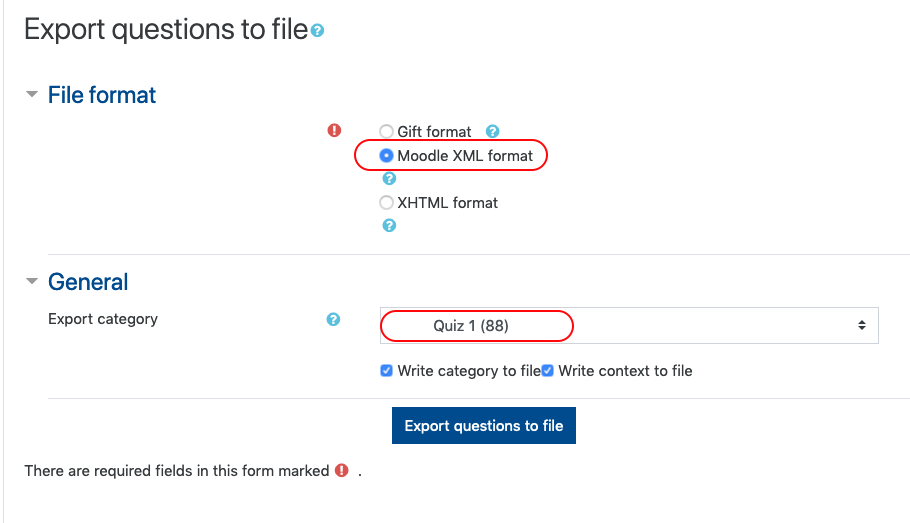 Export questions to file
File format
Gift format
Moodle XML format
XHTML format
General
Export category
Quiz 1 (88)
Write category to file Write context to file
Export questions to file
There are required fields in this form marked .